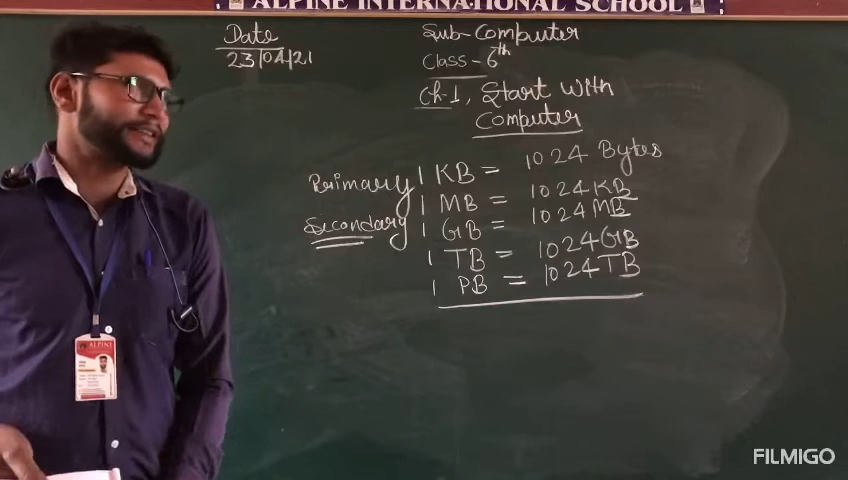 ALPINE INTERNATIONAL SCHOOL
Date
23/04/21
Sub- Computer
Class - 6th
Ch-1, Start With
Computer
Primary
Secondary
1 KB = 1024 Bytes
1 MB = 1024 KB
1 GB = 1024 MB
1 TB = 1024 GB
1 PB = 1024 TB
ALPINE
FILMIGO